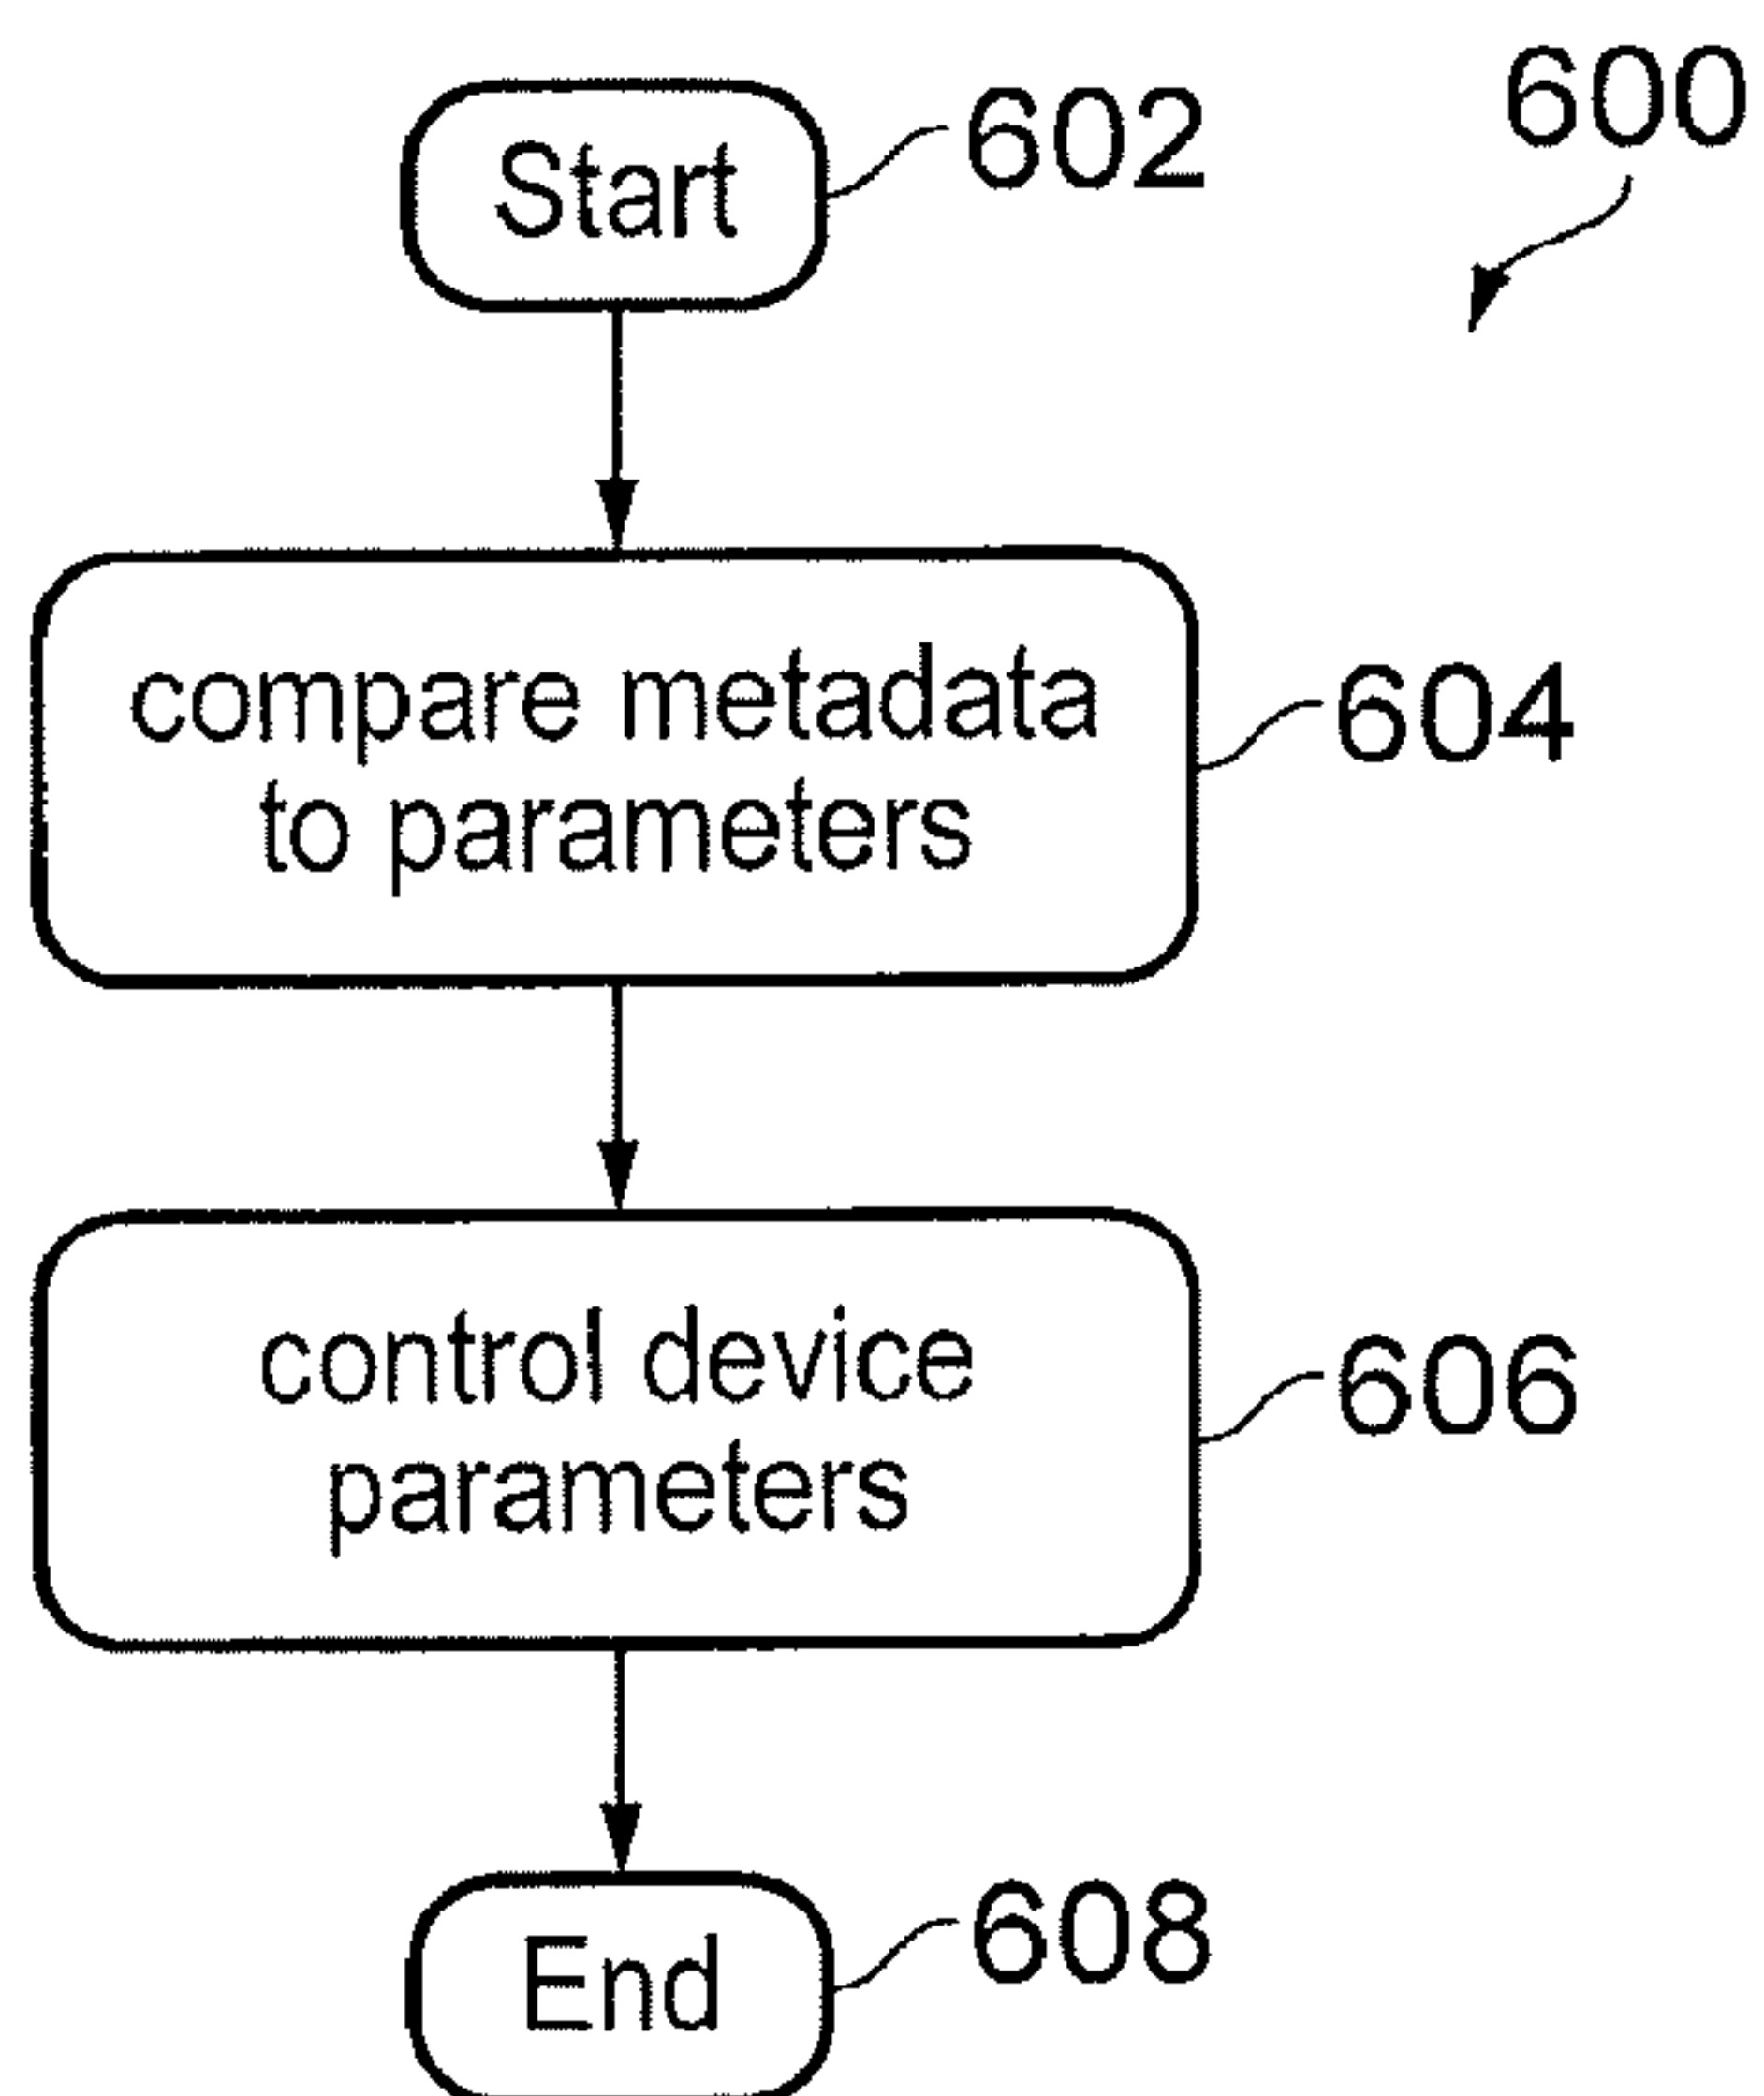 600
Start 602
compare metadata
to parameters
604
control device
parameters
606
End 608